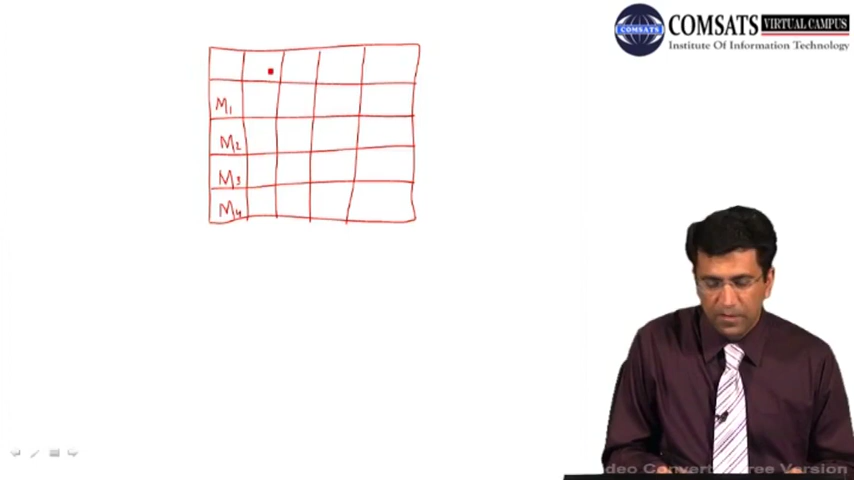 COMSATS
COMSATS VIRTUAL CAMPUS
Institute Of Information Technology
M1
M2
M3
M4
deo Convert
ree Version